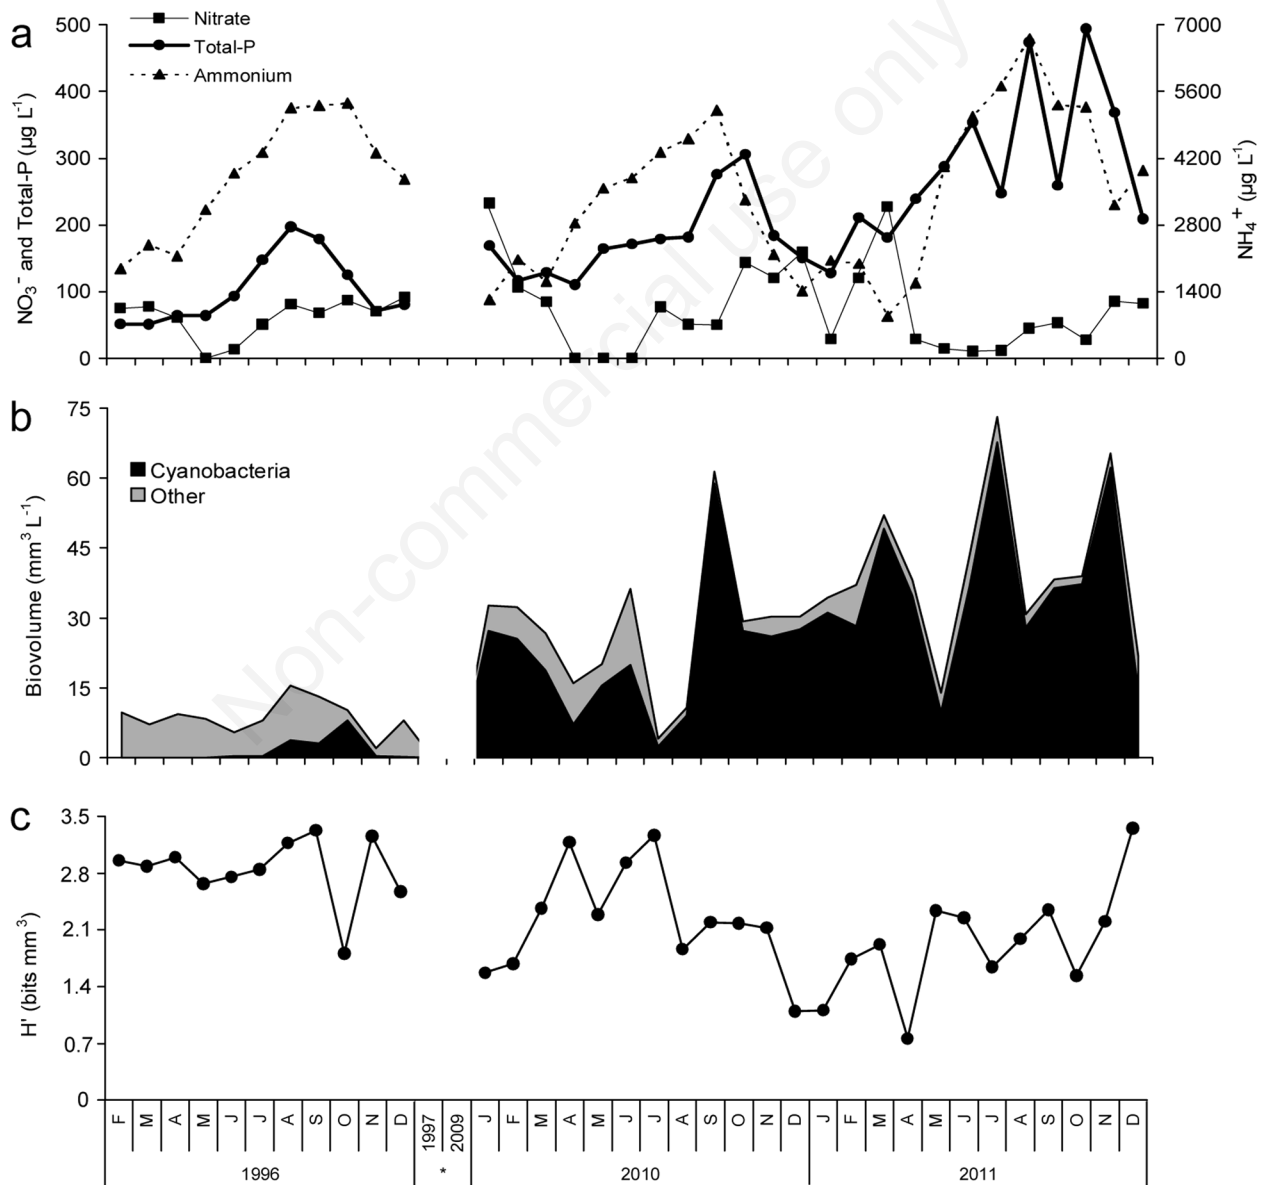 a
Nitrate
Total-P
Ammonium
500
400
300
200
100
0
NO₃⁻ and Total-P (µg L⁻¹)
7000
5600
4200
2800
1400
0
NH₄⁺ (µg L⁻¹)
b
Cyanobacteria
Other
75
60
45
30
15
0
Biovolume (mm³ L⁻¹)
c
3.5
2.8
2.1
1.4
0.7
0
H' (bits mm³)
F M A M J J A S O N D 1997 2009 J F M A M J J A S O N D J F M A M J J A S O N D
1996 * 2010 2011
Non-commercial use only